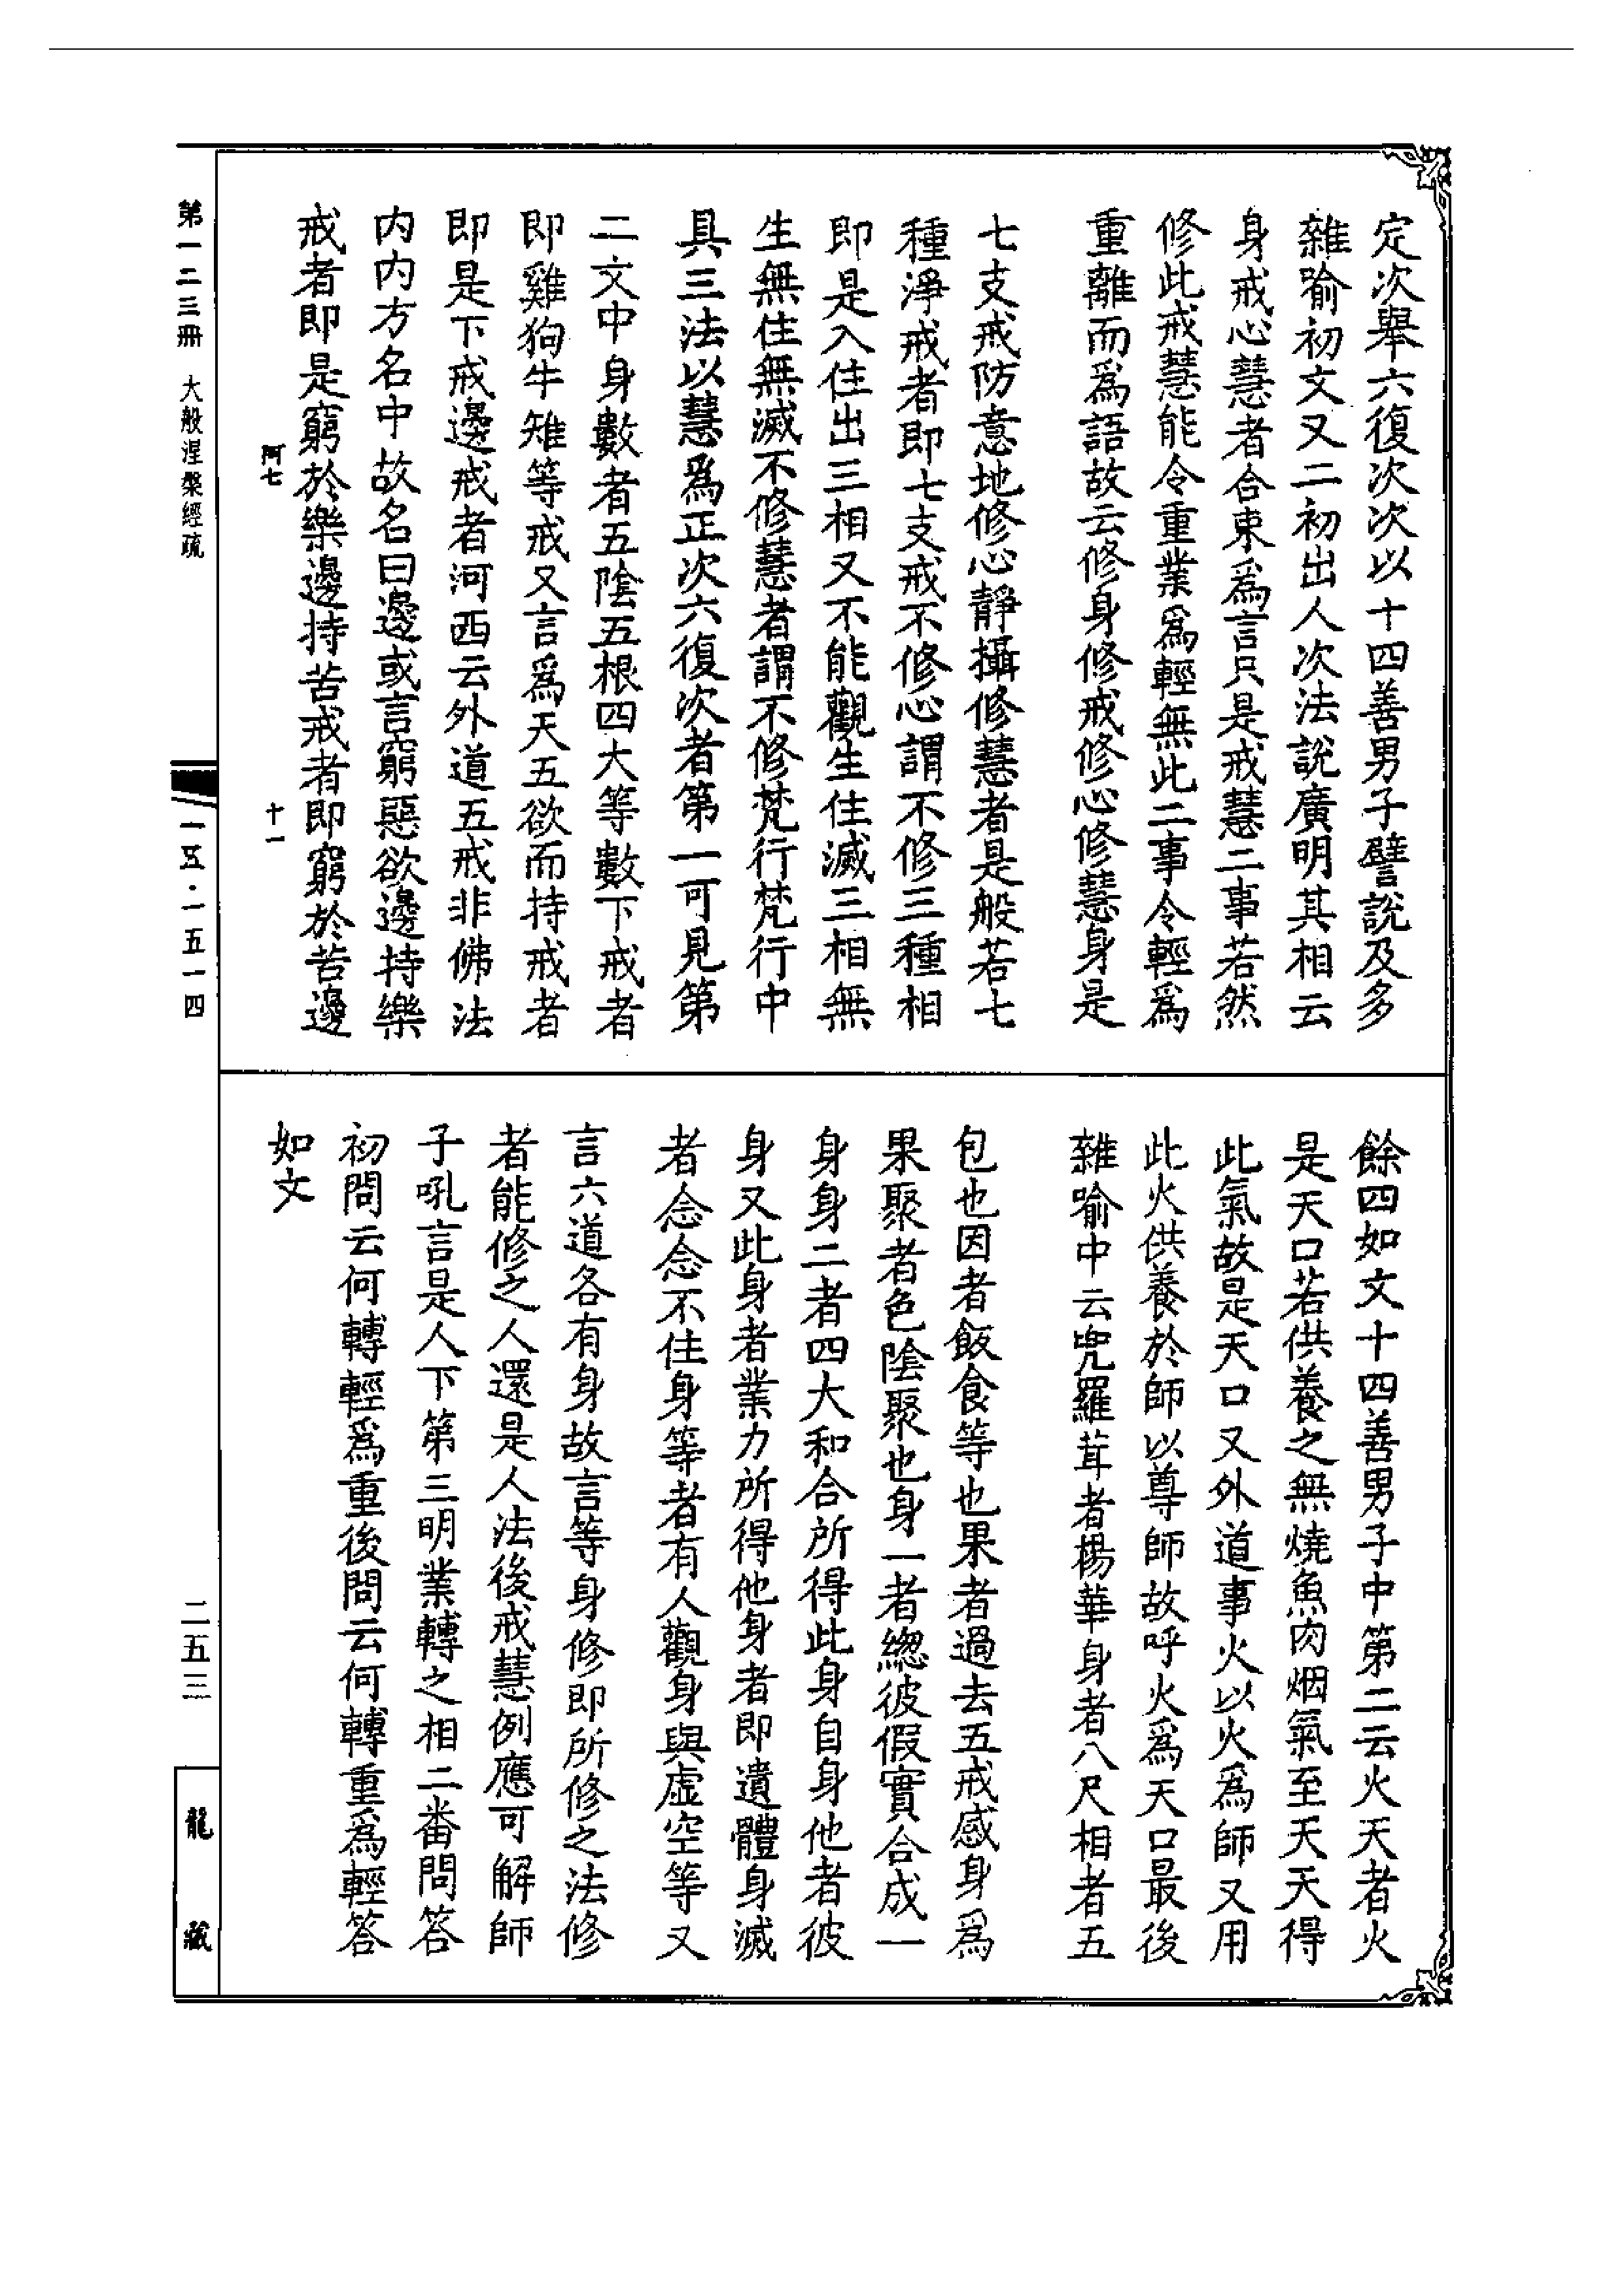 定次舉六復次次以十四善男子譬說及多
雜喻初文又二初出人次法說廣明其相云
身戒心慧者合束為言只是戒慧二事若然
修此戒慧能令重業為輕無此二事令輕為
重離而為語故云修身修戒修心修慧身是
七支戒防意地修心靜攝修慧者是般若七
種淨戒者即七支戒不修心謂不修三種相
即是入住出三相又不能觀生住滅三相無
生無住無滅不修慧者謂不修梵行梵行中
具三法以慧為正次六復次者第一可見第
二文中身數者五陰五根四大等數下戒者
即雞狗牛雉等戒又言為天五欲而持戒者
即是下戒邊戒者河西云外道五戒非佛法
內內方名中故名曰邊或言窮惡欲邊持樂
戒者即是窮於樂邊持苦戒者即窮於苦邊
餘四如文十四善男子中第二云火天者火
是天口若供養之無燒魚肉烟氣至天天得
此氣故是天口又外道事火以火為師又用
此火供養於師以尊師故呼火為天口最後
雜喻中云兜羅茸者楊華身者八尺相者五
包也因者飯食等也果者過去五戒感身為
果聚者色陰聚也身一者總彼假實合成一
身身二者四大和合所得此身自身他者彼
身又此身者業力所得他身者即遺體身滅
者念念不住身等者有人觀身與虛空等又
言六道各有身故言等身修即所修之法修
者能修之人還是人法後戒慧例應可解師
子吼言是人下第三明業轉之相二番問答
初問云何轉輕為重後問云何轉重為輕答
如文
第一二三冊 大般涅槃經疏
阿七
十一
一五·一五一四
二五三
龍藏